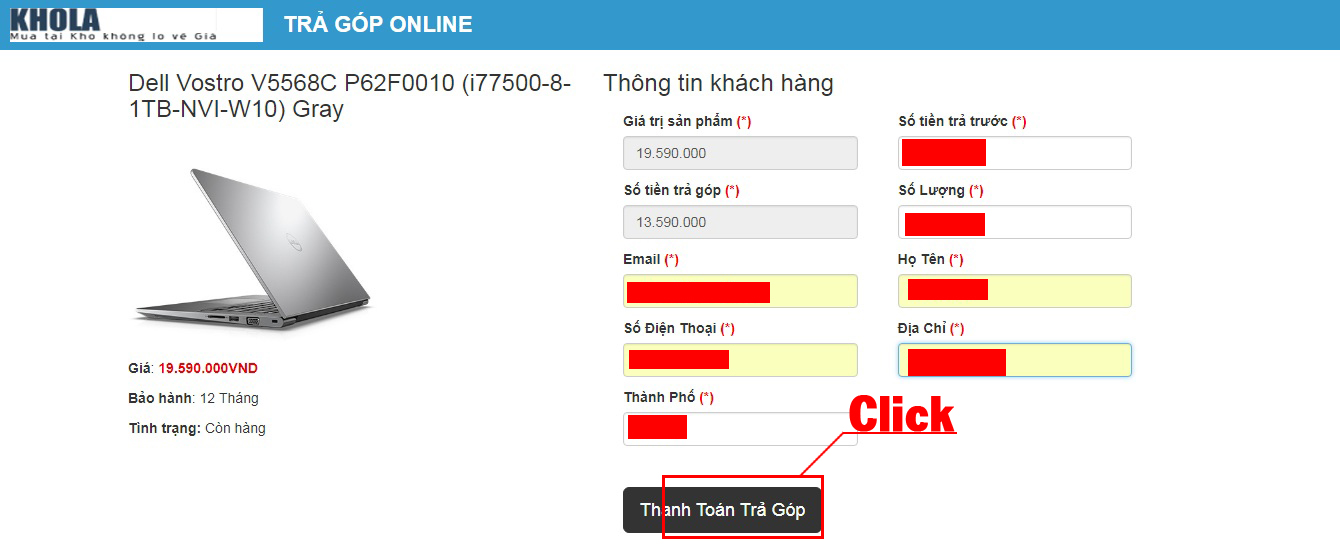 KHOLA
Mua tại Kho không lo về Giá
TRẢ GÓP ONLINE
Dell Vostro V5568C P62F0010 (i77500-8-
1TB-NVI-W10) Gray
Giá: 19.590.000VND
Bảo hành: 12 Tháng
Tình trạng: Còn hàng
Thông tin khách hàng
Giá trị sản phẩm (*)
Số tiền trả trước (*)
19.590.000
Số tiền trả góp (*)
Số Lượng (*)
13.590.000
Email (*)
Họ Tên (*)
Số Điện Thoại (*)
Địa Chỉ (*)
Thành Phố (*)
Click
Thanh Toán Trả Góp